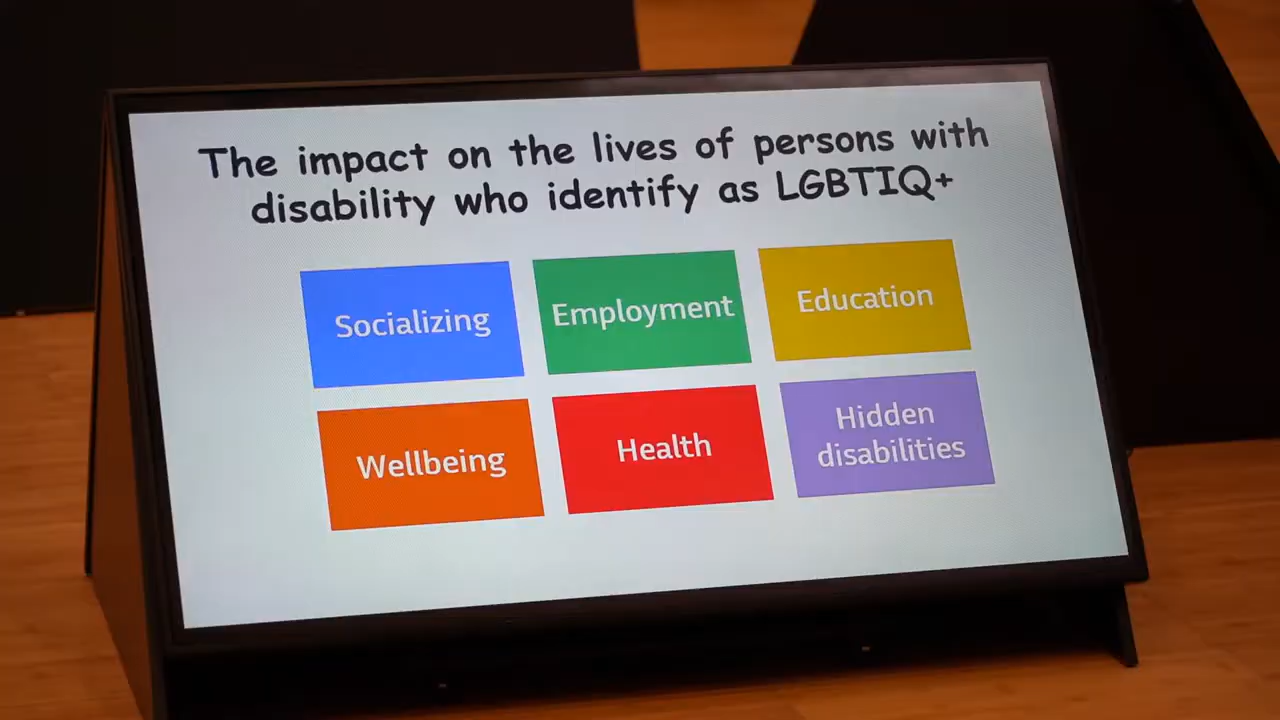 The impact on the lives of persons with
disability who identify as LGBTIQ+
Socializing
Employment
Education
Wellbeing
Health
Hidden
disabilities